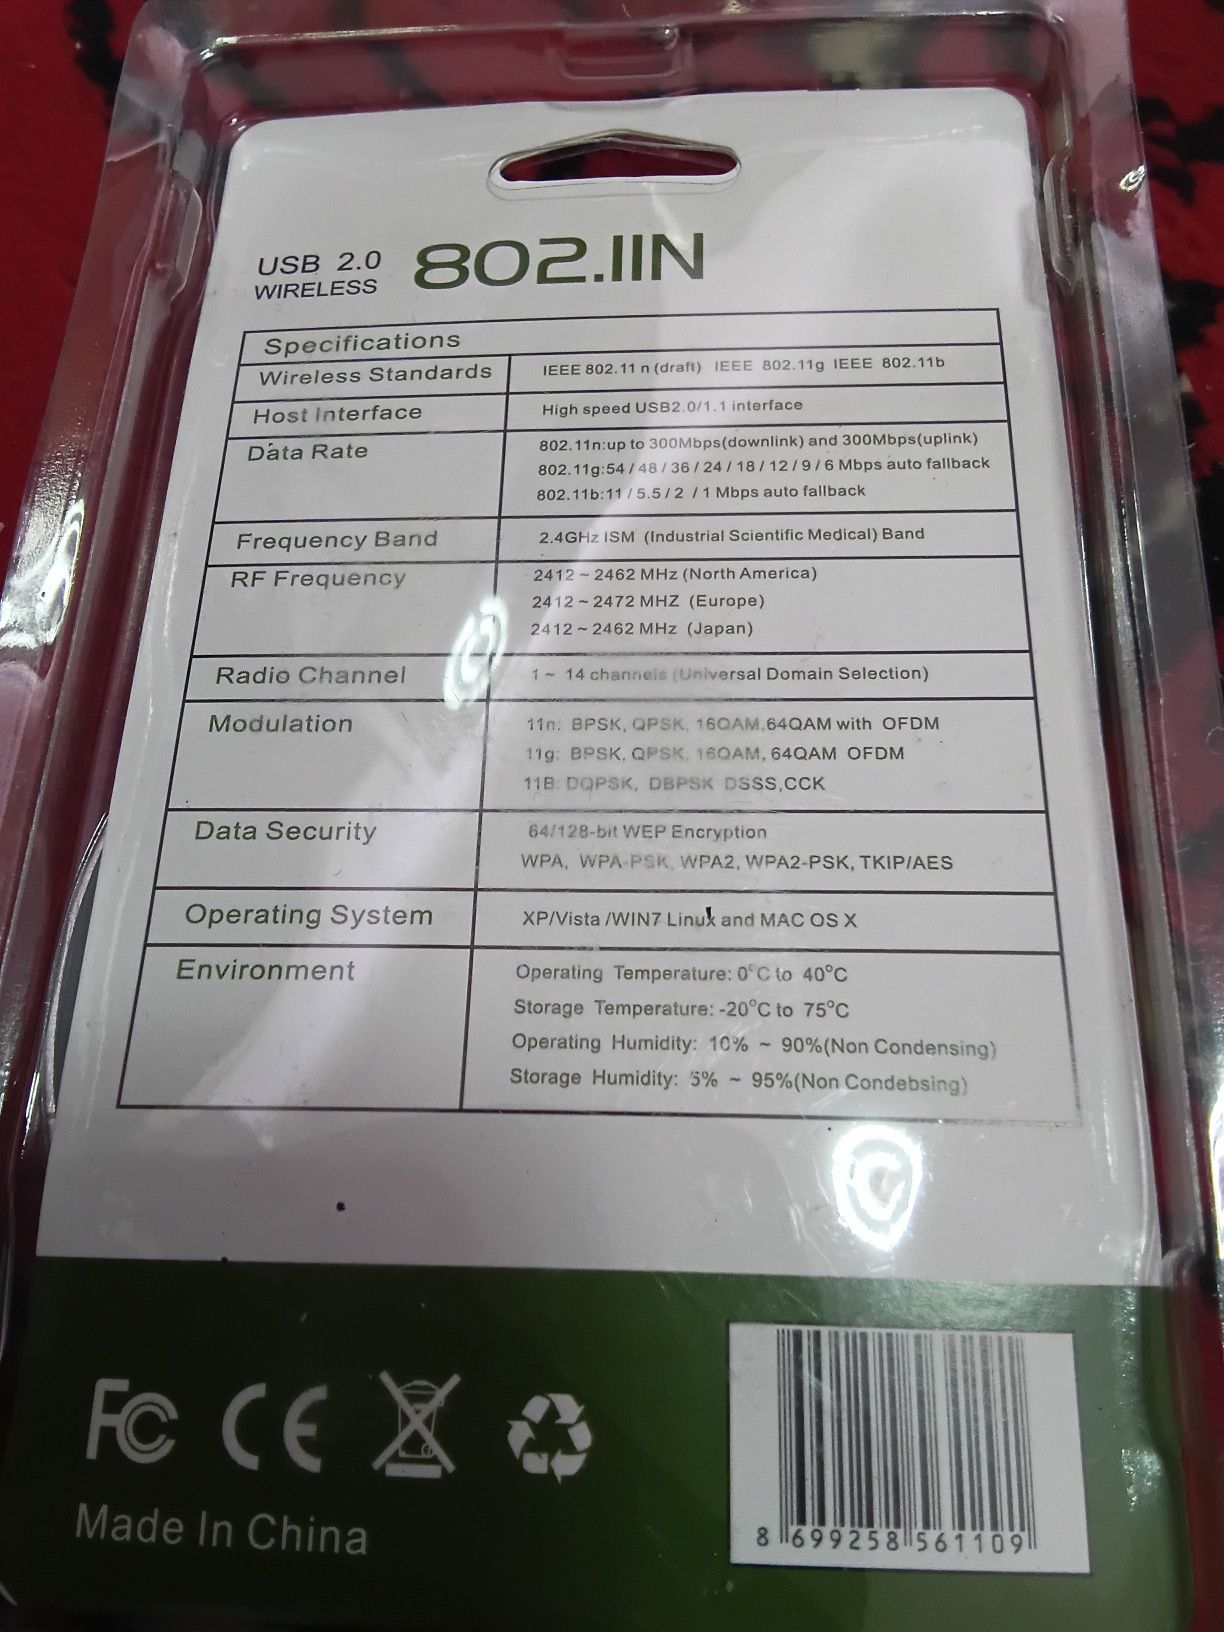 USB 2.0 802.11N
WIRELESS
Specifications
Wireless Standards IEEE 802.11 n (draft) IEEE 802.11g IEEE 802.11b
Host Interface High speed USB2.0/1.1 interface
Data Rate 802.11n:up to 300Mbps(downlink) and 300Mbps(uplink)
802.11g:54 / 48 / 36 / 24 / 18 / 12 / 9 / 6 Mbps auto fallback
802.11b:11 / 5.5 / 2 / 1 Mbps auto fallback
Frequency Band 2.4GHz ISM (Industrial Scientific Medical) Band
RF Frequency 2412 ~ 2462 MHz (North America)
2412 ~ 2472 MHZ (Europe)
2412 ~ 2462 MHz (Japan)
Radio Channel 1 ~ 14 channels (Universal Domain Selection)
Modulation 11n: BPSK, QPSK, 16QAM,64QAM with OFDM
11g: BPSK, QPSK, 16QAM, 64QAM OFDM
11B: DQPSK, DBPSK DSSS,CCK
Data Security 64/128-bit WEP Encryption
WPA, WPA-PSK, WPA2, WPA2-PSK, TKIP/AES
Operating System XP/Vista /WIN7 Linux and MAC OS X
Environment Operating Temperature: 0°C to 40°C
Storage Temperature: -20°C to 75°C
Operating Humidity: 10% ~ 90%(Non Condensing)
Storage Humidity: 5% ~ 95%(Non Condebsing)
FC CE
Made In China
8 699258 561109